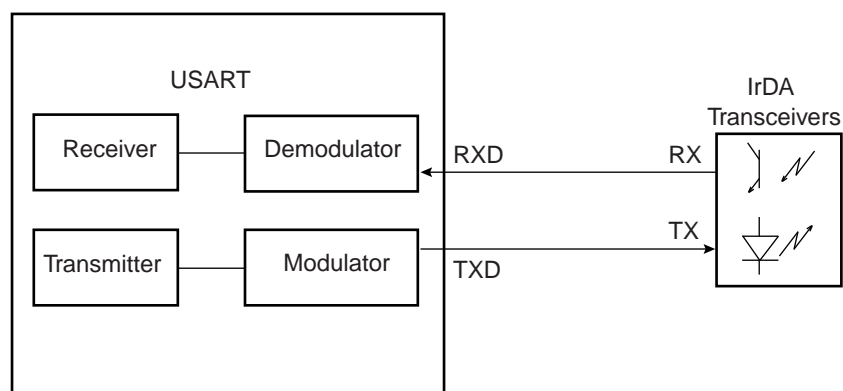 USART
IrDA
Transceivers
Receiver
Demodulator
RXD
RX
Transmitter
Modulator
TX
TXD